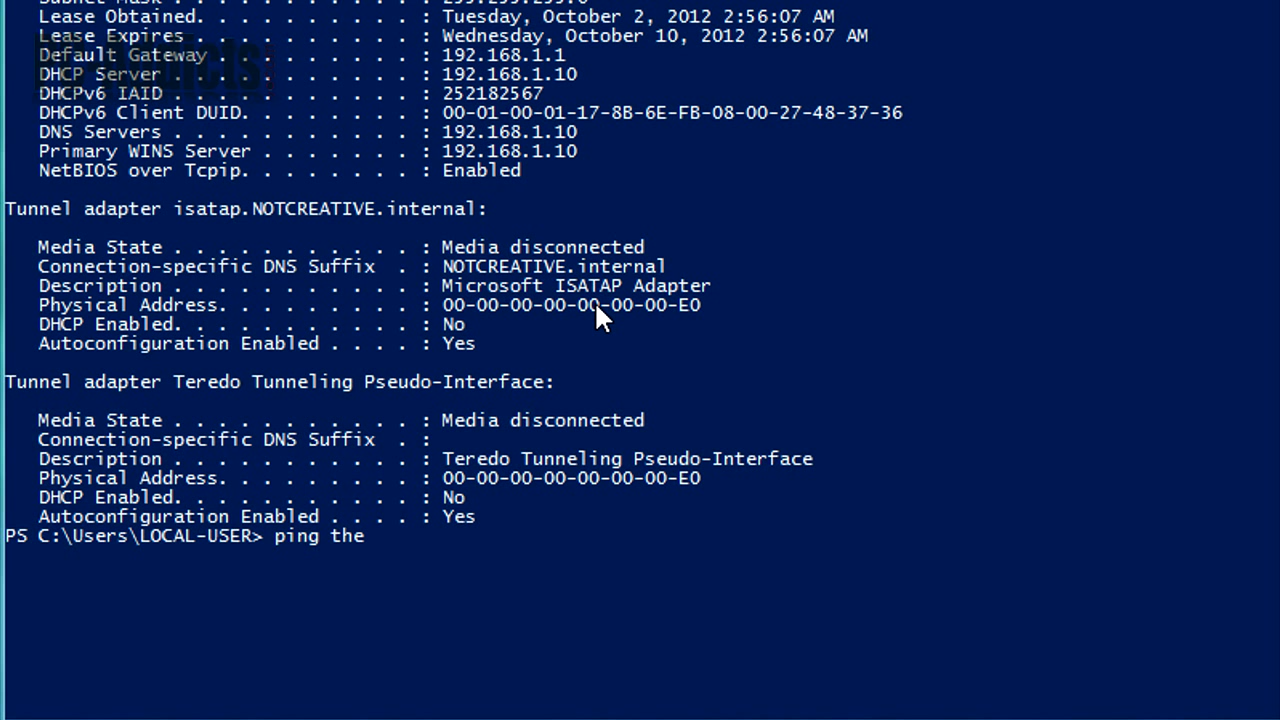 Subnet Mask . . . . . . . . . . . : 255.255.255.0
Lease Obtained. . . . . . . . . . : Tuesday, October 2, 2012 2:56:07 AM
Lease Expires . . . . . . . . . . : Wednesday, October 10, 2012 2:56:07 AM
Default Gateway . . . . . . . . . : 192.168.1.1
DHCP Server . . . . . . . . . . . : 192.168.1.10
DHCPv6 IAID . . . . . . . . . . . : 252182567
DHCPv6 Client DUID. . . . . . . . : 00-01-00-01-17-8B-6E-FB-08-00-27-48-37-36
DNS Servers . . . . . . . . . . . : 192.168.1.10
Primary WINS Server . . . . . . . : 192.168.1.10
NetBIOS over Tcpip. . . . . . . . : Enabled
Tunnel adapter isatap.NOTCREATIVE.internal:
Media State . . . . . . . . . . . : Media disconnected
Connection-specific DNS Suffix  . : NOTCREATIVE.internal
Description . . . . . . . . . . . : Microsoft ISATAP Adapter
Physical Address. . . . . . . . . : 00-00-00-00-00-00-00-E0
DHCP Enabled. . . . . . . . . . . : No
Autoconfiguration Enabled . . . . : Yes
Tunnel adapter Teredo Tunneling Pseudo-Interface:
Media State . . . . . . . . . . . : Media disconnected
Connection-specific DNS Suffix  . :
Description . . . . . . . . . . . : Teredo Tunneling Pseudo-Interface
Physical Address. . . . . . . . . : 00-00-00-00-00-00-00-E0
DHCP Enabled. . . . . . . . . . . : No
Autoconfiguration Enabled . . . . : Yes
PS C:\Users\LOCAL-USER> ping the